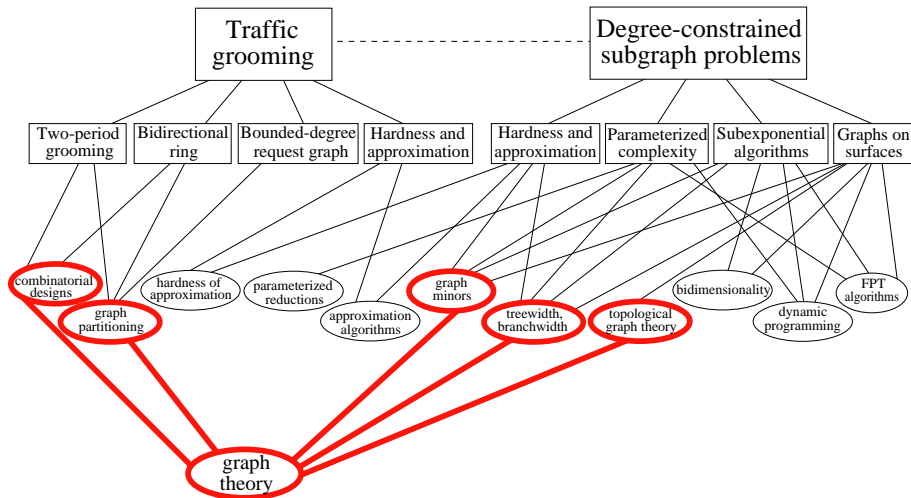 Traffic
grooming
Degree-constrained
subgraph problems
Two-period
grooming
Bidirectional
ring
Bounded-degree
request graph
Hardness and
approximation
Hardness and
approximation
Parameterized
complexity
Subexponential
algorithms
Graphs on
surfaces
combinatorial
designs
graph
partitioning
hardness of
approximation
parameterized
reductions
approximation
algorithms
graph
minors
treewidth,
branchwidth
topological
graph theory
bidimensionality
dynamic
programming
FPT
algorithms
graph
theory